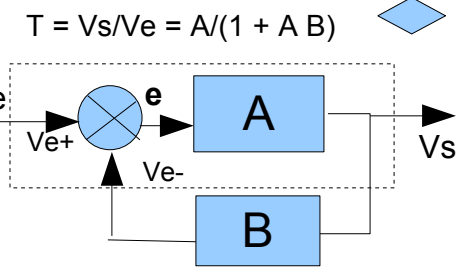 T = Vs/Ve = A/(1 + A B)
e
e
A
Ve+
Vs
Ve-
B